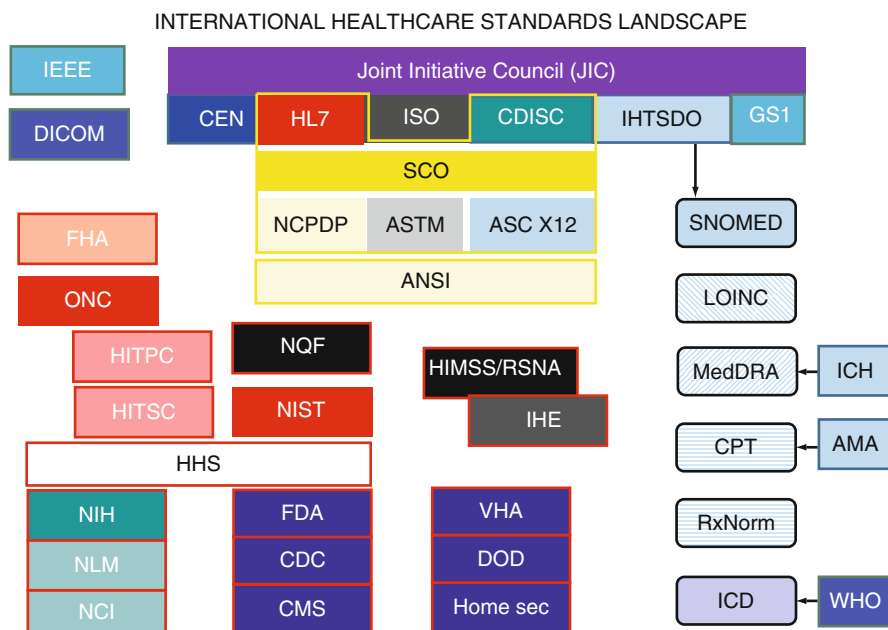 INTERNATIONAL HEALTHCARE STANDARDS LANDSCAPE
IEEE
Joint Initiative Council (JIC)
DICOM
CEN
HL7
ISO
CDISC
IHTSDO
GS1
SCO
NCPDP
ASTM
ASC X12
SNOMED
FHA
ANSI
ONC
LOINC
HITPC
NQF
HIMSS/RSNA
MedDRA
ICH
HITSC
NIST
IHE
CPT
AMA
HHS
NIH
FDA
VHA
RxNorm
NLM
CDC
DOD
NCI
CMS
Home sec
ICD
WHO